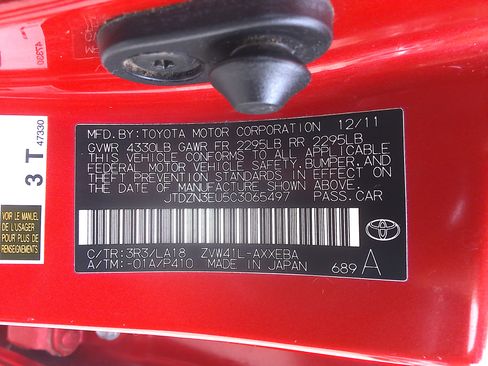 MFD. BY: TOYOTA MOTOR CORPORATION 12/11
GVWR 4330LB GAWR FR 2295LB RR 2295LB
THIS VEHICLE CONFORMS TO ALL APPLICABLE
FEDERAL MOTOR VEHICLE SAFETY, BUMPER, AND
THEFT PREVENTION STANDARDS IN EFFECT ON
THE DATE OF MANUFACTURE SHOWN ABOVE.
JTDZN3EU5C3065497 PASS. CAR
C/TR: 3R3/LA18 ZVW41L-AXXEBA
A/TM: -01A/P410 MADE IN JAPAN 689 A
TOYOTA
3 T 47330
VOIR LE MANUEL
DE L'USAGER
POUR PLUS DE
RENSEIGNEMENTS
47330